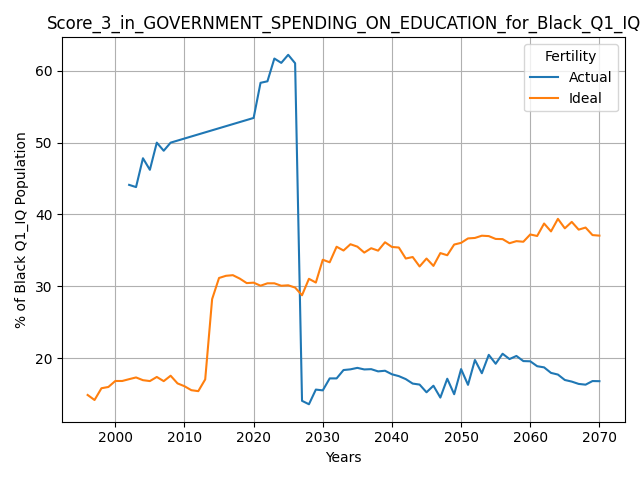 Score_3_in_GOVERNMENT_SPENDING_ON_EDUCATION_for_Black_Q1_IQ
Fertility
Actual
Ideal
% of Black Q1_IQ Population
60
50
40
30
20
2000 2010 2020 2030 2040 2050 2060 2070
Years